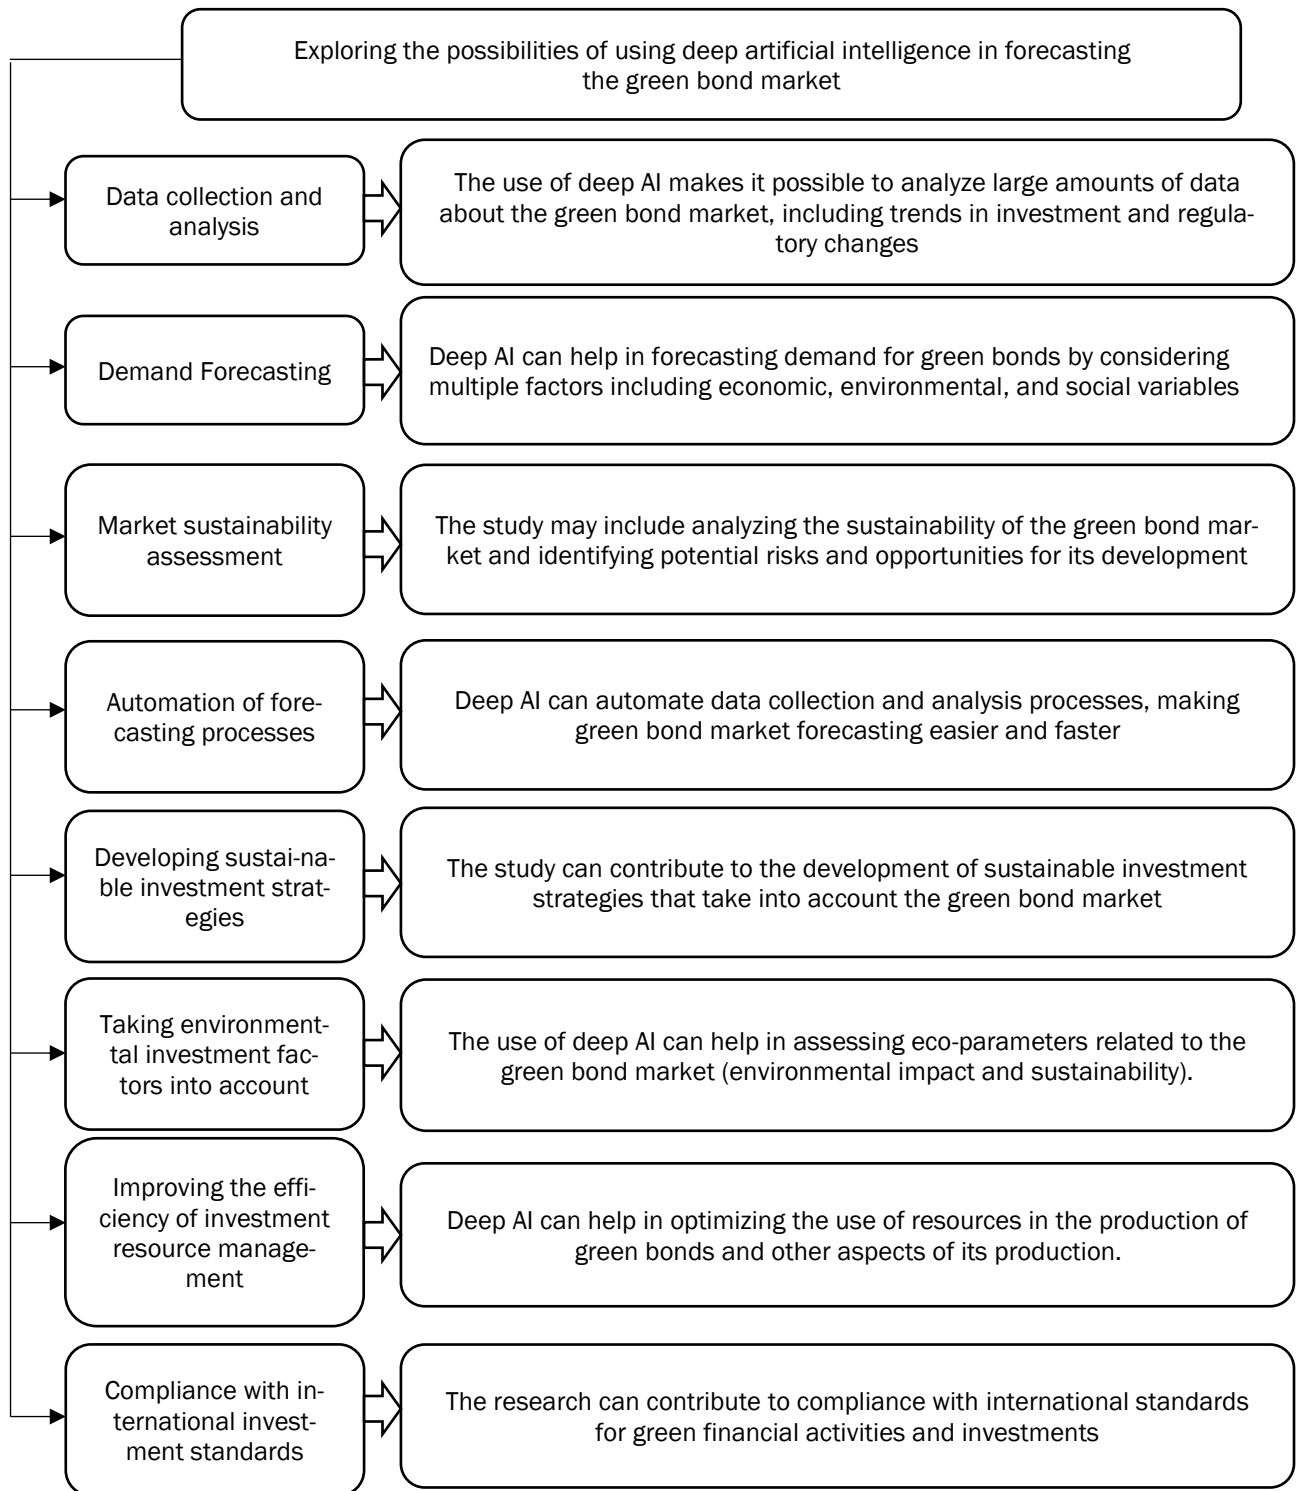 Exploring the possibilities of using deep artificial intelligence in forecasting
the green bond market
Data collection and
analysis
The use of deep AI makes it possible to analyze large amounts of data
about the green bond market, including trends in investment and regula-
tory changes
Demand Forecasting
Deep AI can help in forecasting demand for green bonds by considering
multiple factors including economic, environmental, and social variables
Market sustainability
assessment
The study may include analyzing the sustainability of the green bond mar-
ket and identifying potential risks and opportunities for its development
Automation of fore-
casting processes
Deep AI can automate data collection and analysis processes, making
green bond market forecasting easier and faster
Developing sustai-na-
ble investment strat-
egies
The study can contribute to the development of sustainable investment
strategies that take into account the green bond market
Taking environment-
tal investment fac-
tors into account
The use of deep AI can help in assessing eco-parameters related to the
green bond market (environmental impact and sustainability).
Improving the effi-
ciency of investment
resource manage-
ment
Deep AI can help in optimizing the use of resources in the production of
green bonds and other aspects of its production.
Compliance with in-
ternational invest-
ment standards
The research can contribute to compliance with international standards
for green financial activities and investments